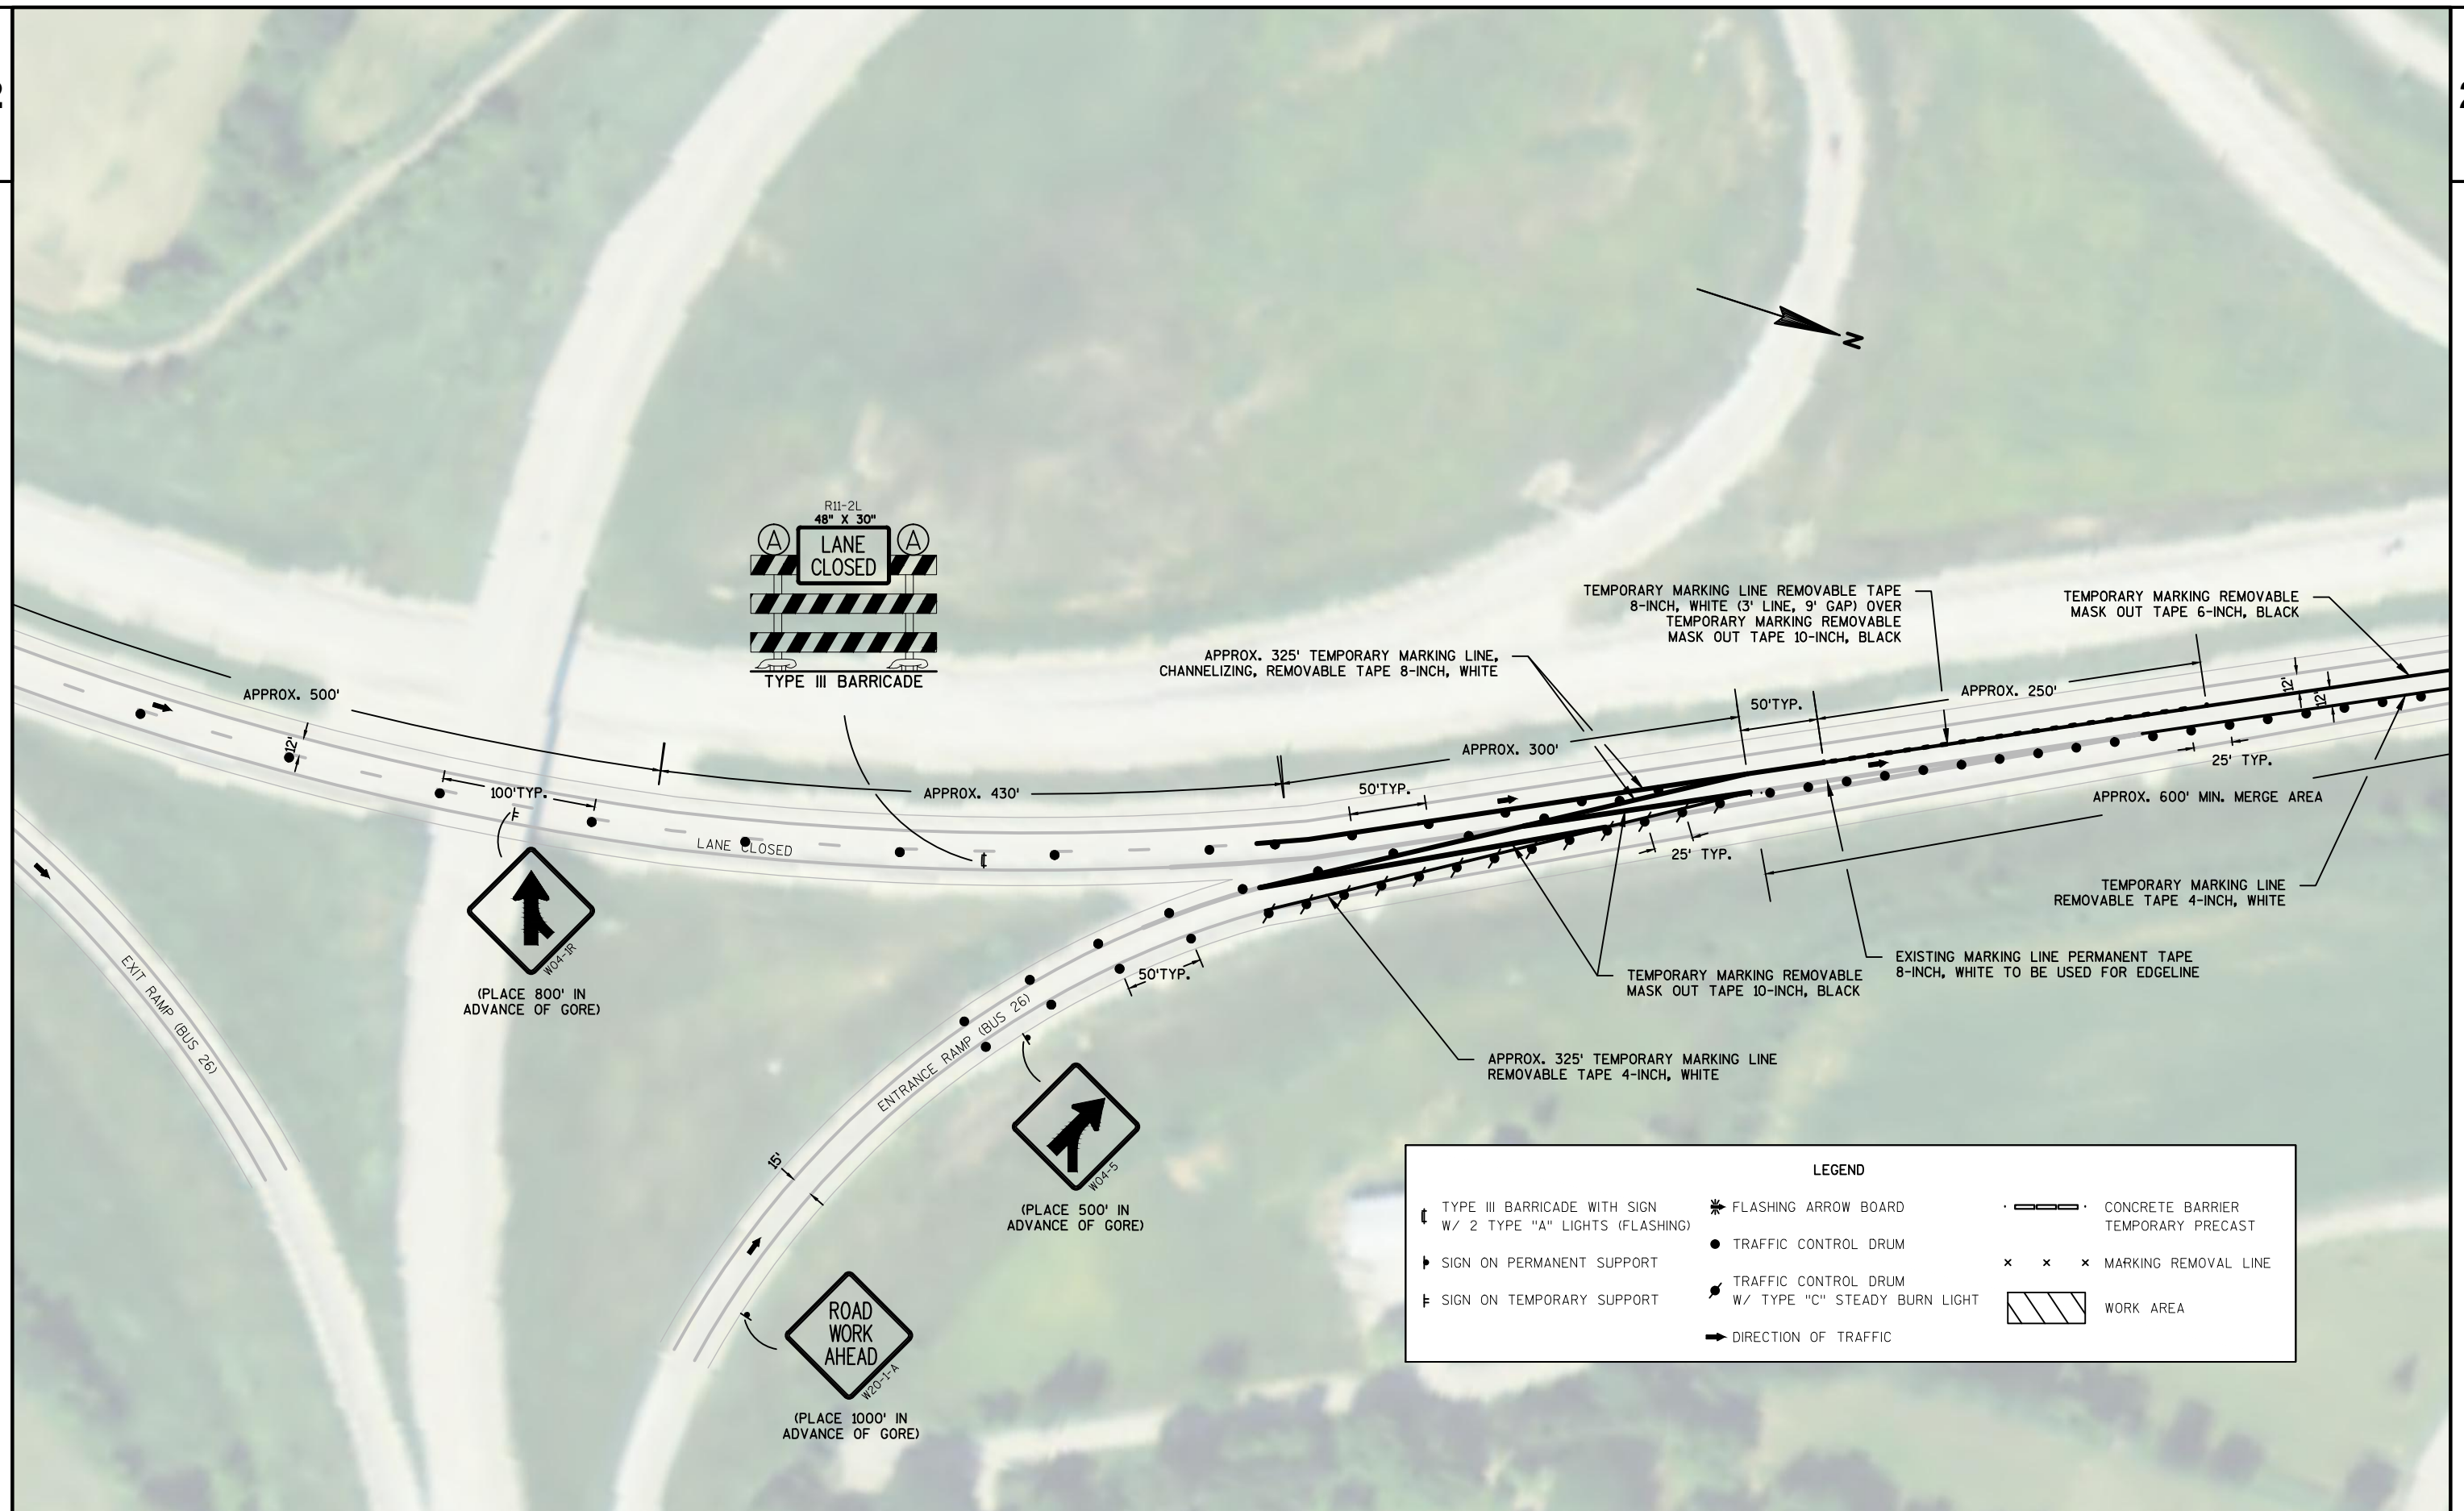 2
2
N
R11-2L
48" X 30"
A
LANE
CLOSED
A
TYPE III BARRICADE
TEMPORARY MARKING LINE REMOVABLE TAPE
8-INCH, WHITE (3' LINE, 9' GAP) OVER
TEMPORARY MARKING REMOVABLE
MASK OUT TAPE 10-INCH, BLACK
TEMPORARY MARKING REMOVABLE
MASK OUT TAPE 6-INCH, BLACK
APPROX. 325' TEMPORARY MARKING LINE,
CHANNELIZING, REMOVABLE TAPE 8-INCH, WHITE
APPROX. 500'
12'
100'TYP.
APPROX. 430'
LANE CLOSED
APPROX. 300'
50'TYP.
50'TYP.
APPROX. 250'
12'
12'
25' TYP.
APPROX. 600' MIN. MERGE AREA
25' TYP.
TEMPORARY MARKING LINE
REMOVABLE TAPE 4-INCH, WHITE
EXISTING MARKING LINE PERMANENT TAPE
8-INCH, WHITE TO BE USED FOR EDGELINE
TEMPORARY MARKING REMOVABLE
MASK OUT TAPE 10-INCH, BLACK
APPROX. 325' TEMPORARY MARKING LINE
REMOVABLE TAPE 4-INCH, WHITE
W04-1R
(PLACE 800' IN
ADVANCE OF GORE)
EXIT RAMP (BUS 26)
50'TYP.
ENTRANCE RAMP (BUS 26)
15'
W04-5
(PLACE 500' IN
ADVANCE OF GORE)
ROAD
WORK
AHEAD
W20-1-A
(PLACE 1000' IN
ADVANCE OF GORE)
LEGEND
TYPE III BARRICADE WITH SIGN
W/ 2 TYPE "A" LIGHTS (FLASHING)
SIGN ON PERMANENT SUPPORT
SIGN ON TEMPORARY SUPPORT
FLASHING ARROW BOARD
TRAFFIC CONTROL DRUM
TRAFFIC CONTROL DRUM
W/ TYPE "C" STEADY BURN LIGHT
DIRECTION OF TRAFFIC
CONCRETE BARRIER
TEMPORARY PRECAST
MARKING REMOVAL LINE
WORK AREA